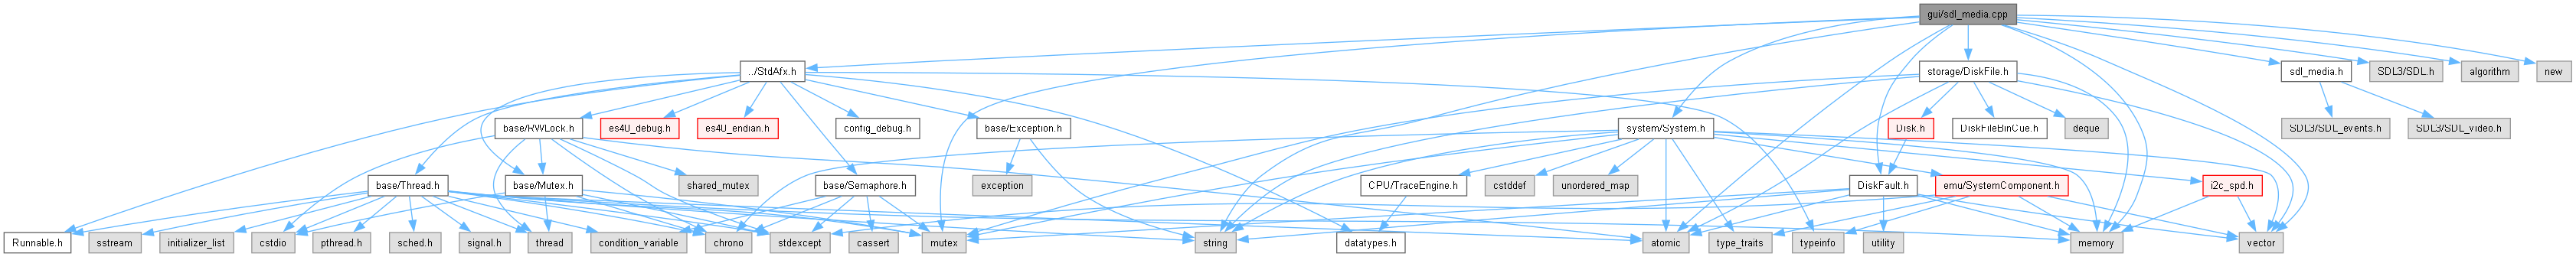 gui/sdl_media.cpp
../StdAfx.h
storage/DiskFile.h
sdl_media.h
SDL3/SDL.h
algorithm
new
base/RWLock.h
es4U_debug.h
es4U_endian.h
config_debug.h
base/Exception.h
system/System.h
Disk.h
DiskFileBinCue.h
deque
SDL3/SDL_events.h
SDL3/SDL_video.h
base/Thread.h
base/Mutex.h
shared_mutex
base/Semaphore.h
exception
CPU/TraceEngine.h
cstddef
unordered_map
DiskFault.h
emu/SystemComponent.h
i2c_spd.h
Runnable.h
sstream
initializer_list
cstdio
pthread.h
sched.h
signal.h
thread
condition_variable
chrono
stdexcept
cassert
mutex
string
datatypes.h
atomic
type_traits
typeinfo
utility
memory
vector